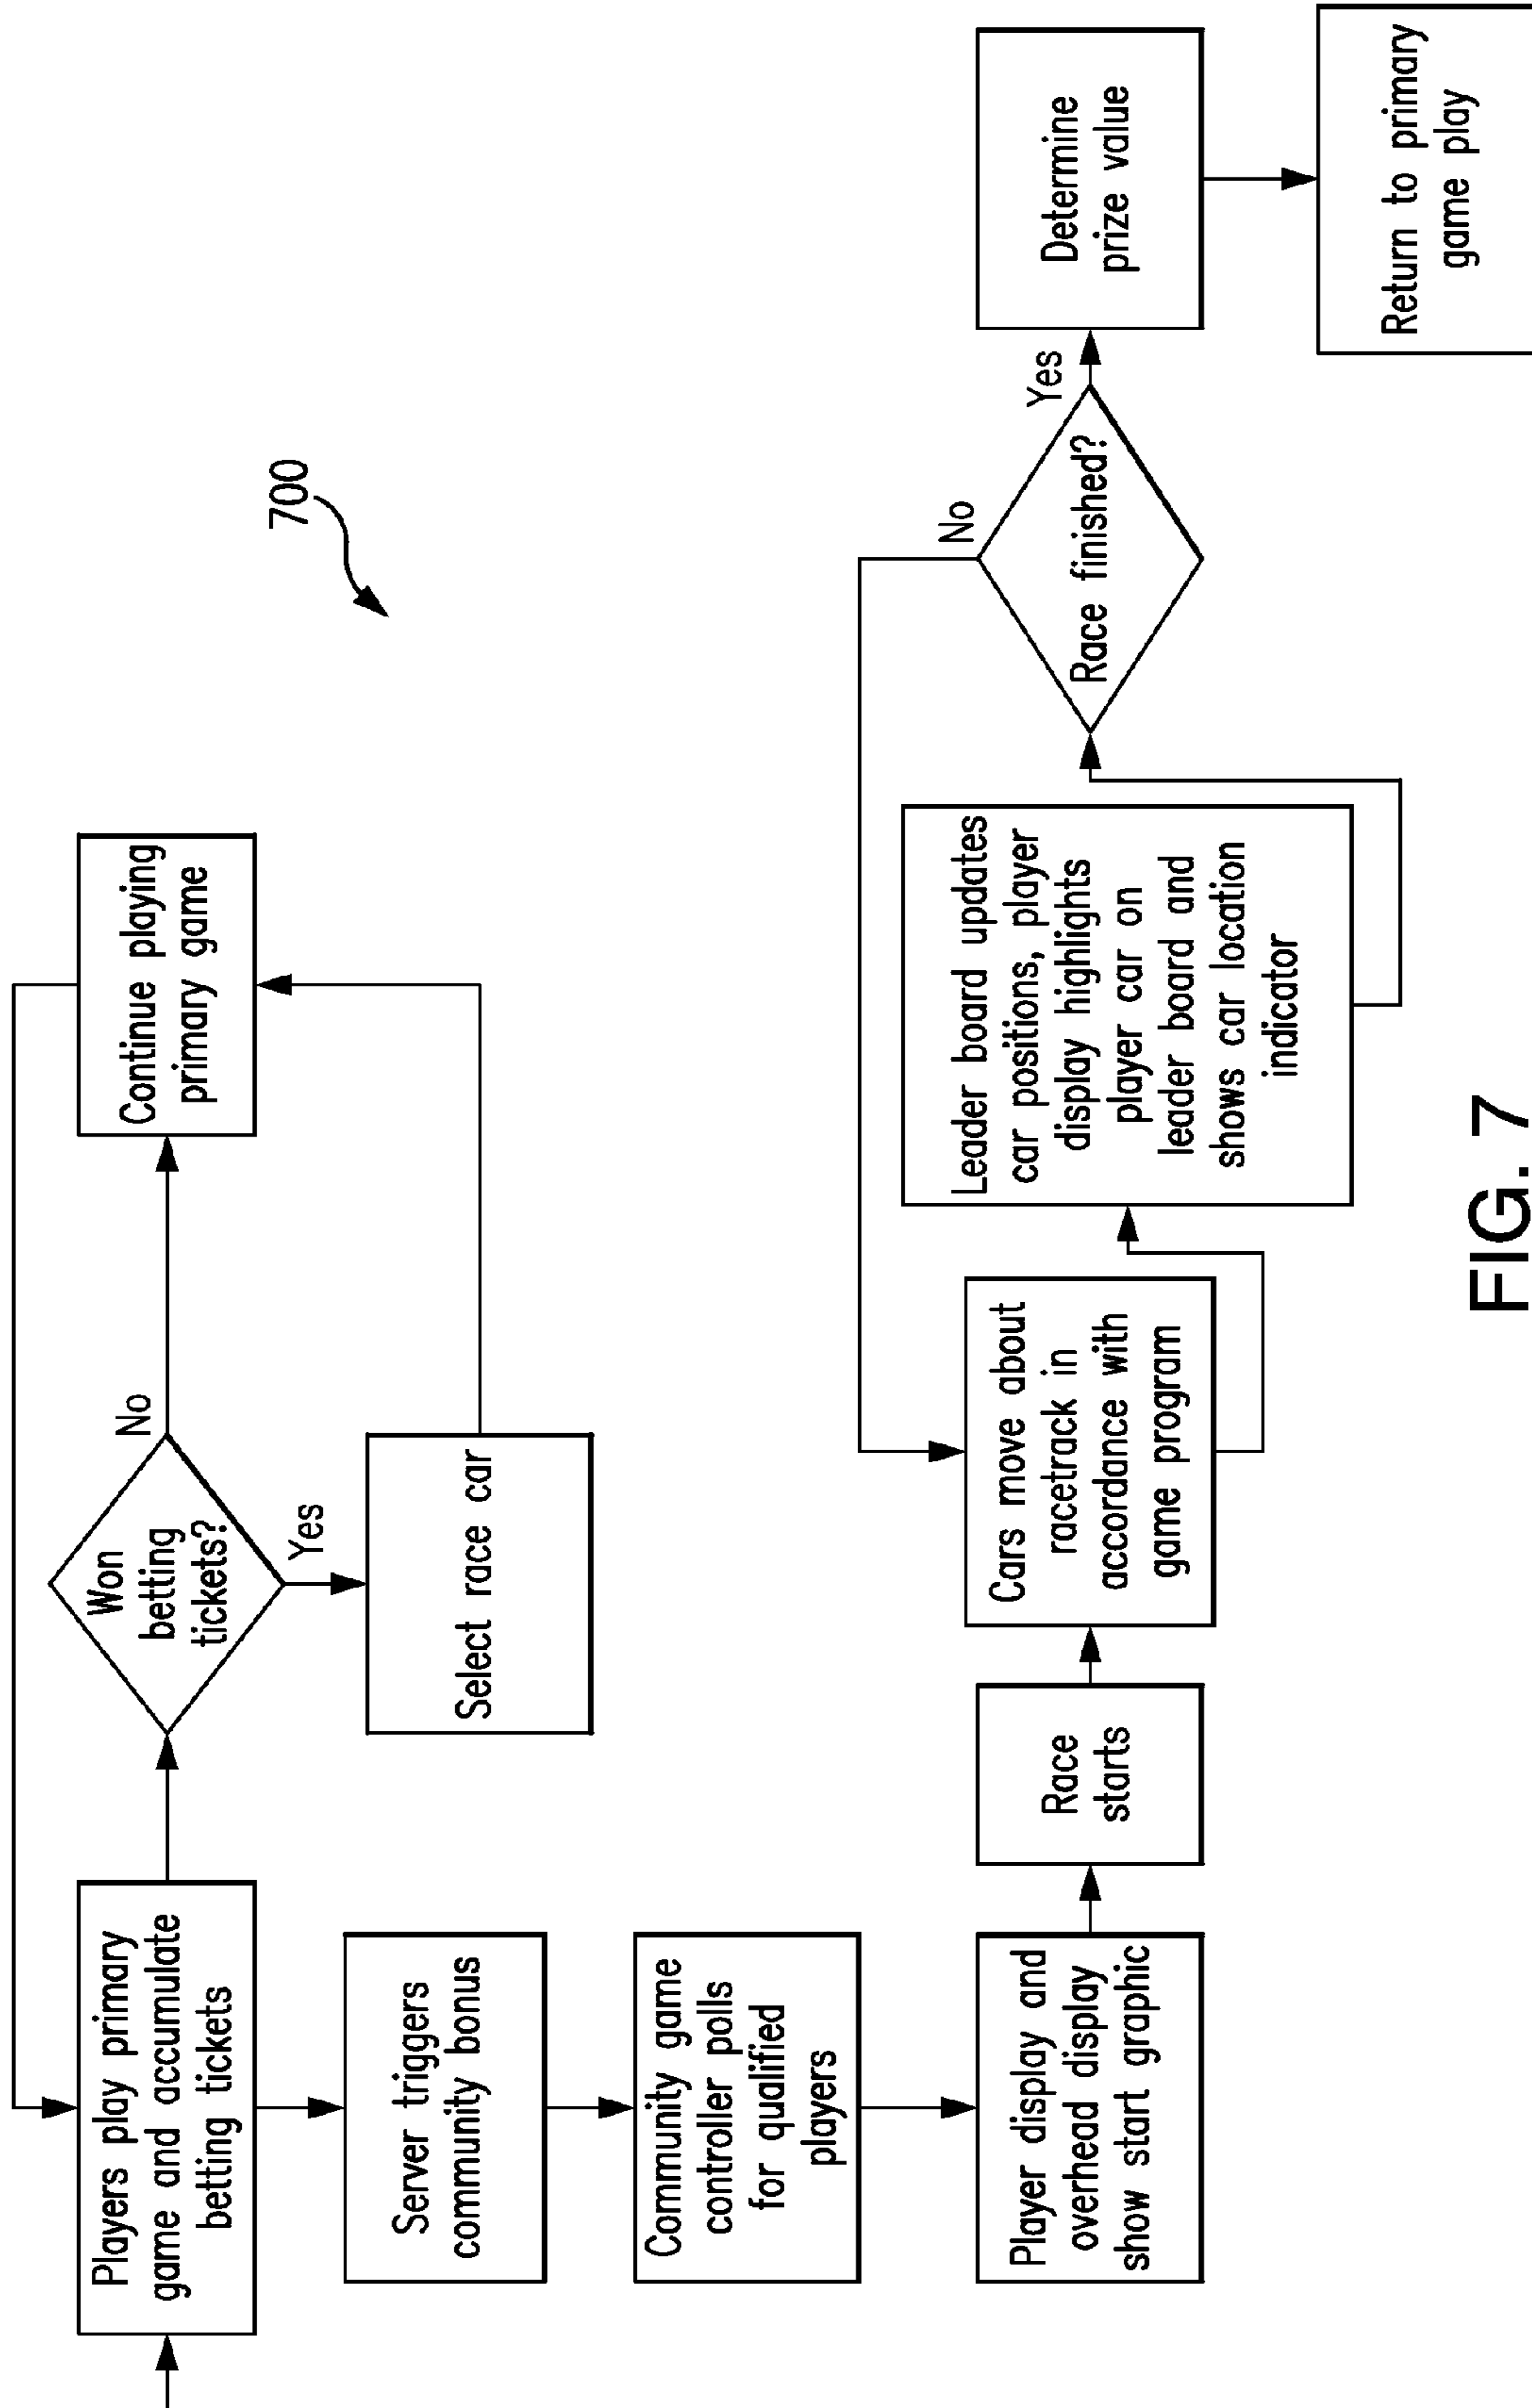 700
Players play primary
game and accumulate
betting tickets
Won
betting
tickets?
No
Yes
Continue playing
primary game
Select race car
Server triggers
community bonus
Community game
controller polls
for qualified
players
Player display and
overhead display
show start graphic
Race
starts
Cars move about
racetrack in
accordance with
game program
Leader board updates
car positions, player
display highlights
player car on
leader board and
shows car location
indicator
Race finished?
No
Yes
Determine
prize value
Return to primary
game play
FIG. 7